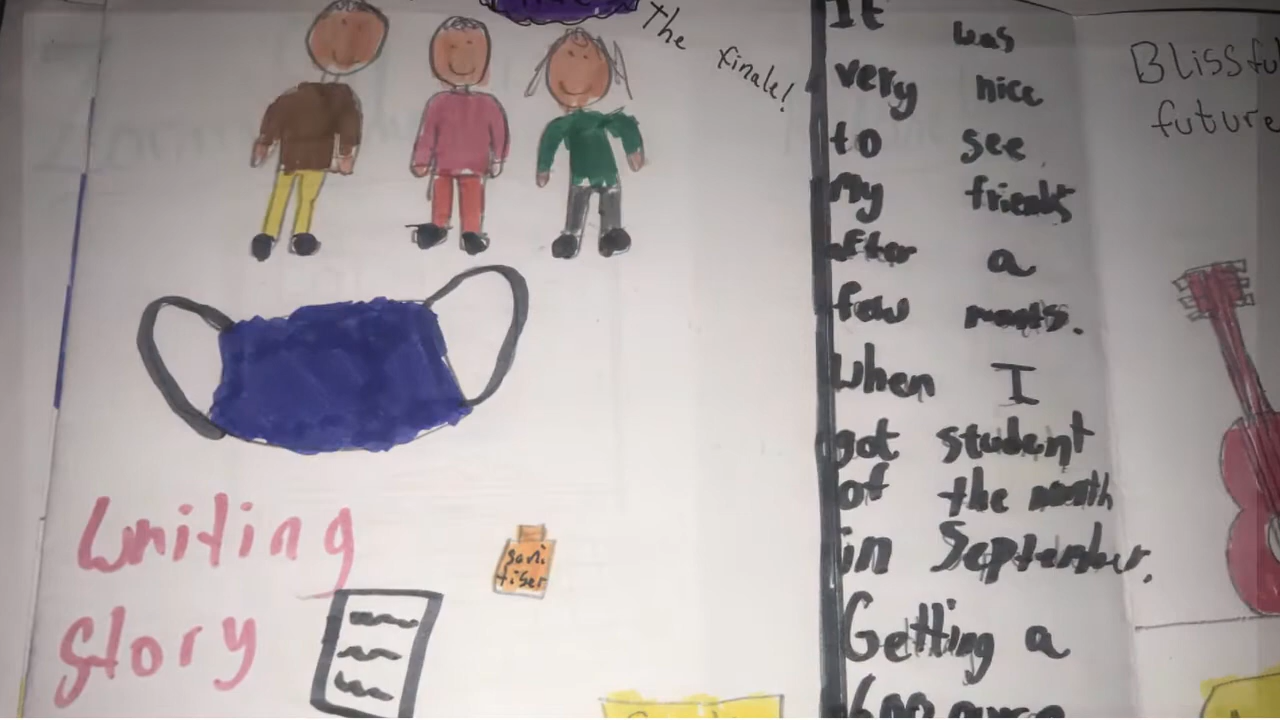 The finale!
Writing
Story
sani
tiser
It was
very nice
to see
My friends
after a
few monts.
When I
got student
of the month
in September.
Getting a
Blissful
future